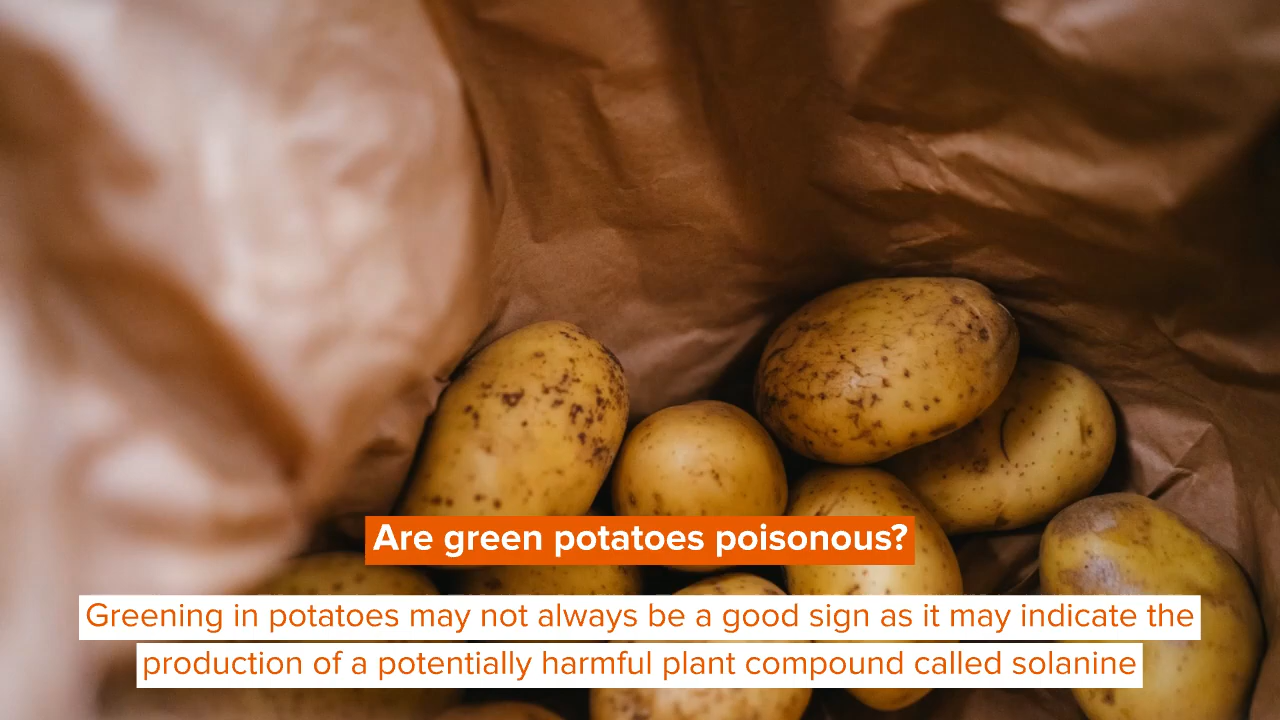 Are green potatoes poisonous?
Greening in potatoes may not always be a good sign as it may indicate the
production of a potentially harmful plant compound called solanine